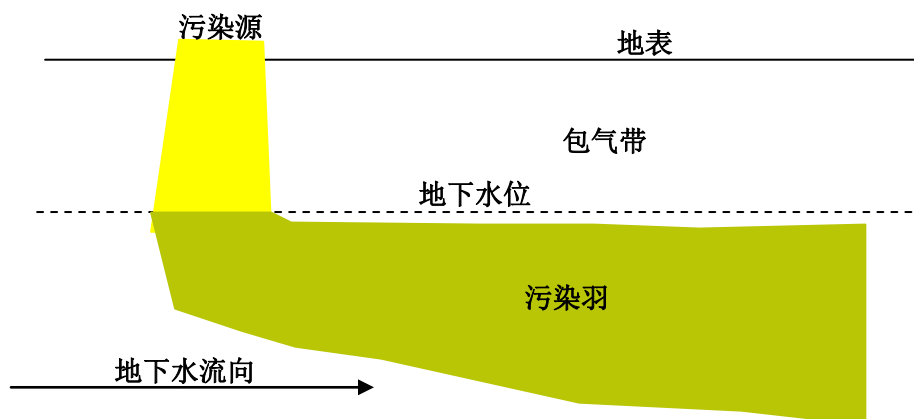 污染源
地表
包气带
地下水位
污染羽
地下水流向